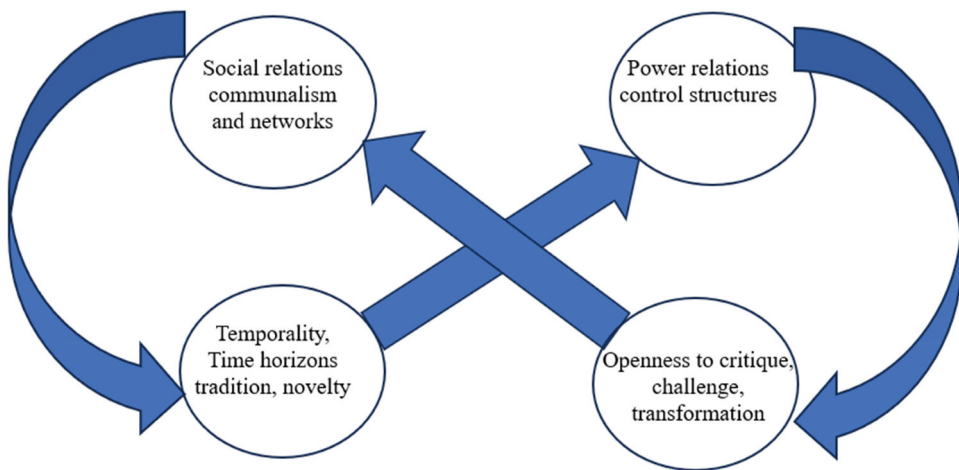 Social relations
communalism
and networks
Power relations
control structures
Temporality,
Time horizons
tradition, novelty
Openness to critique,
challenge,
transformation